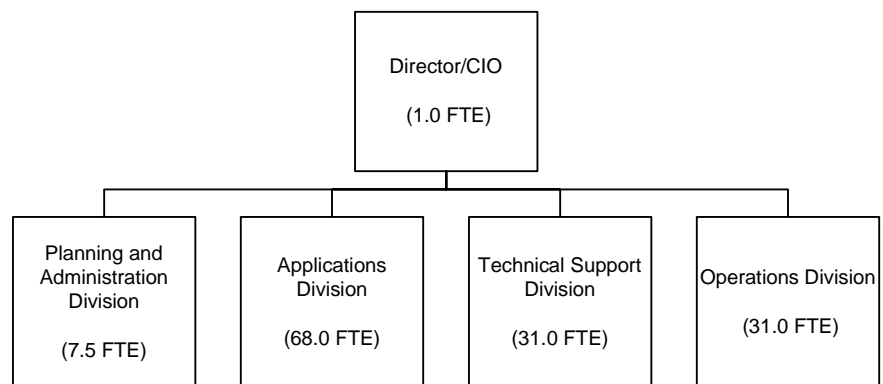 Director/CIO
(1.0 FTE)
Planning and
Administration
Division
(7.5 FTE)
Applications
Division
(68.0 FTE)
Technical Support
Division
(31.0 FTE)
Operations Division
(31.0 FTE)